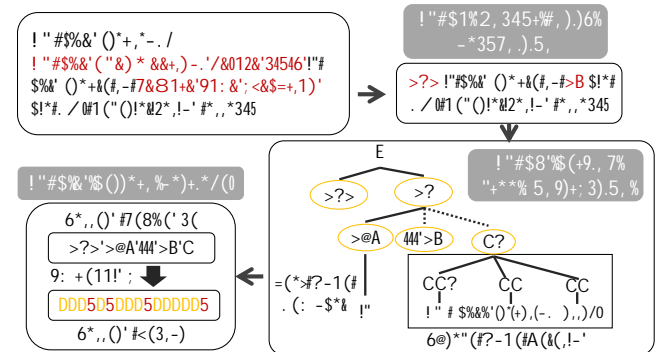 ! "#$%&' ()*+,*-. /
! "#$%&'("&)* &&+,)-.'/&012&'34546'!"#
$%&' ()*+&(#,-#7&81+&'91: &'; <&$=+,1)'
$!*#. / 0#1 ("()!*&!2*,!-' #*,,*345
! "#$1%2, 345+%#, ).)6%
-*357, .).5,
>?> !"#$%&' ()*+&(#,-#>B $!*#
. / 0#1 ("()!*&!2*,!-' #*,,*345
! "#$8'%$(+9., 7%
"+**% 5, 9)+; 3).5, %
E
>?>
>?
>@A
444'>B
C?
=(*>#?-1(#
. (: -$*&
!"
CC?
CC
CC
! " # $%&%'()*(+),(-. ),,)/0
6@)*"(#?-1(#A(&(,!-'
! "#$%&'%$())*+, %-*)+.*/(0
6*,,()' #7(8%(' 3(
>?>'>@A'444'>B'C
9: +(11!' ;
DDD5D5DDD5DDDDD5
6*,,()' #<(3,-)